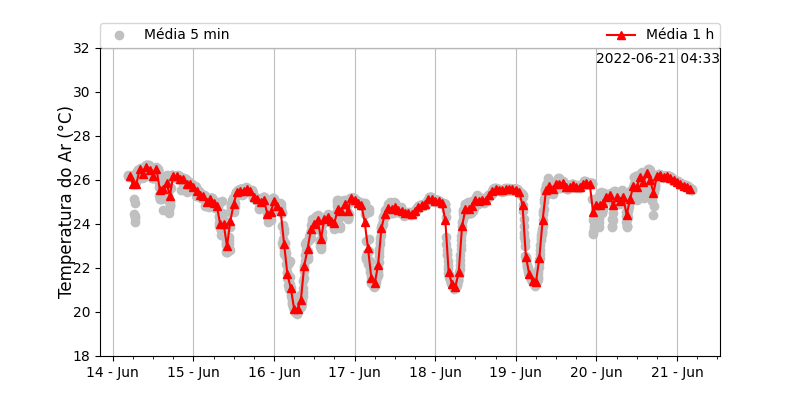 Média 5 min
Média 1 h
2022-06-21 04:33
Temperatura do Ar (°C)
32
30
28
26
24
22
20
18
14 - Jun
15 - Jun
16 - Jun
17 - Jun
18 - Jun
19 - Jun
20 - Jun
21 - Jun